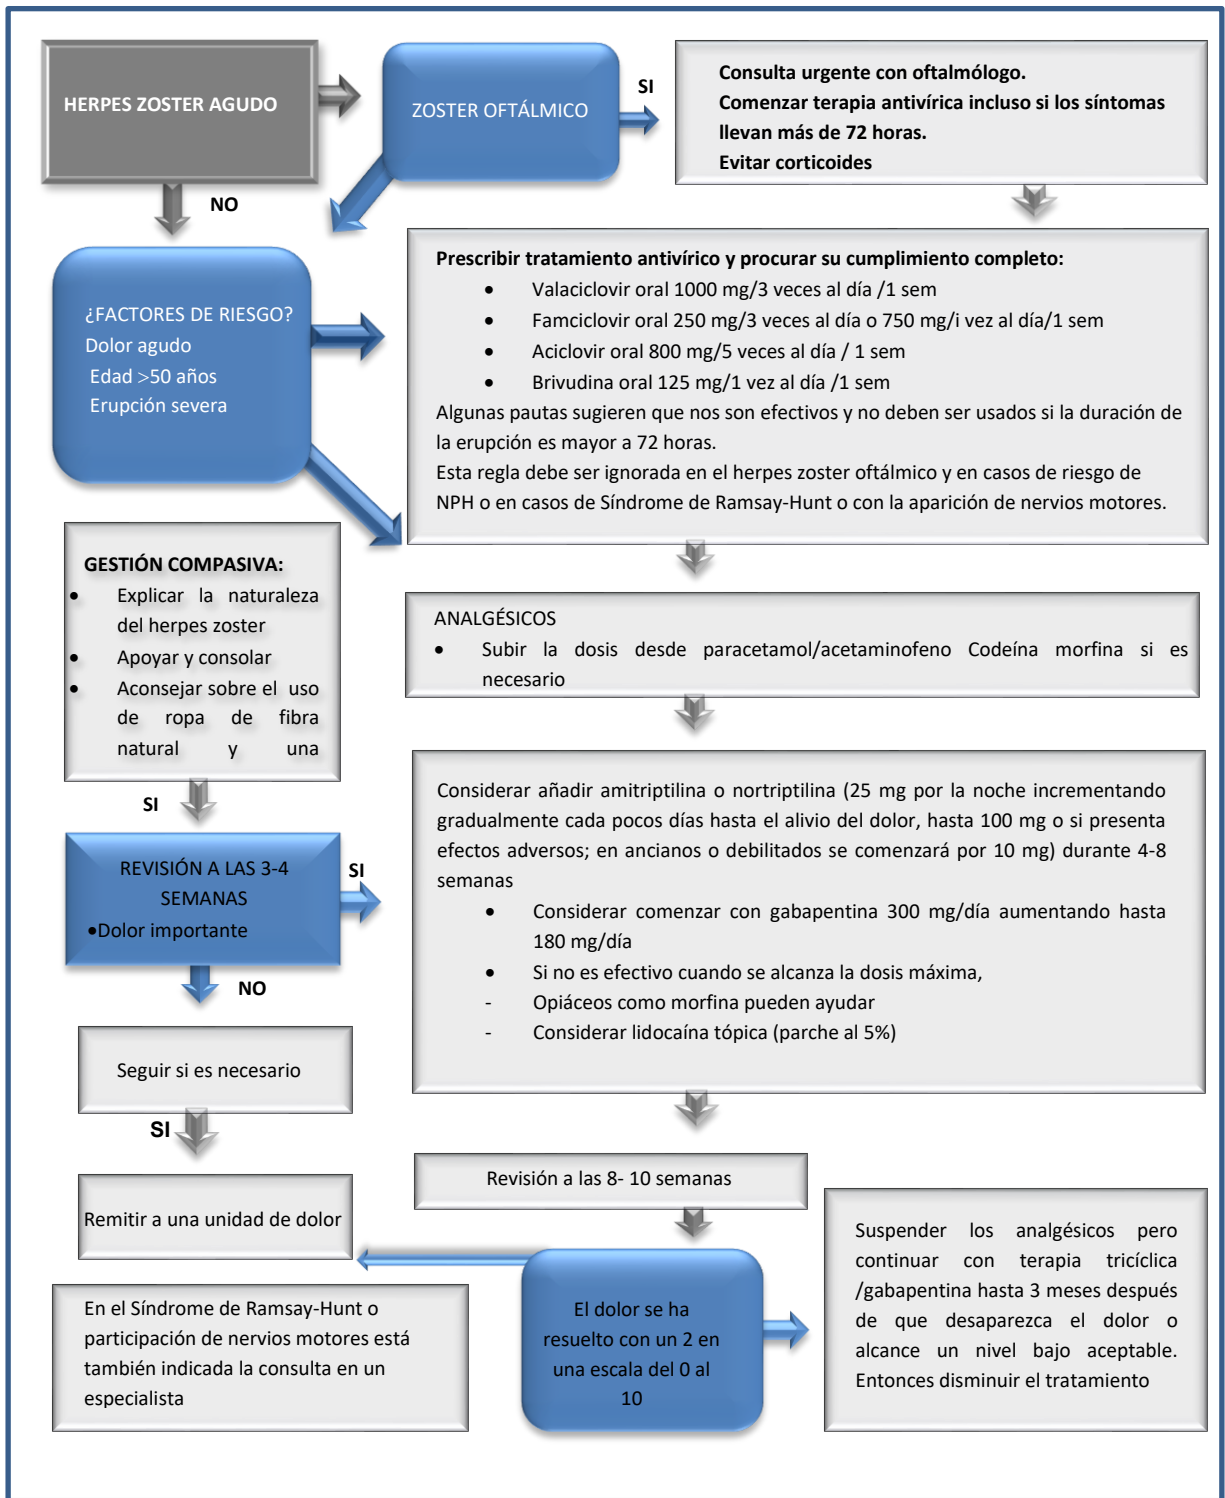 HERPES ZOSTER AGUDO
ZOSTER OFTÁLMICO
SI
Consulta urgente con oftalmólogo.
Comenzar terapia antivírica incluso si los síntomas
llevan más de 72 horas.
Evitar corticoides
NO
¿FACTORES DE RIESGO?
Dolor agudo
Edad >50 años
Erupción severa
Prescribir tratamiento antivírico y procurar su cumplimiento completo:
• Valaciclovir oral 1000 mg/3 veces al día /1 sem
• Famciclovir oral 250 mg/3 veces al día o 750 mg/i vez al día/1 sem
• Aciclovir oral 800 mg/5 veces al día / 1 sem
• Brivudina oral 125 mg/1 vez al día /1 sem
Algunas pautas sugieren que nos son efectivos y no deben ser usados si la duración de
la erupción es mayor a 72 horas.
Esta regla debe ser ignorada en el herpes zoster oftálmico y en casos de riesgo de
NPH o en casos de Síndrome de Ramsay-Hunt o con la aparición de nervios motores.
GESTIÓN COMPASIVA:
• Explicar la naturaleza
del herpes zoster
• Apoyar y consolar
• Aconsejar sobre el uso
de ropa de fibra
natural y una
ANALGÉSICOS
• Subir la dosis desde paracetamol/acetaminofeno Codeína morfina si es
necesario
SI
REVISIÓN A LAS 3-4
SEMANAS
•Dolor importante
SI
NO
Considerar añadir amitriptilina o nortriptilina (25 mg por la noche incrementando
gradualmente cada pocos días hasta el alivio del dolor, hasta 100 mg o si presenta
efectos adversos; en ancianos o debilitados se comenzará por 10 mg) durante 4-8
semanas
• Considerar comenzar con gabapentina 300 mg/día aumentando hasta
180 mg/día
• Si no es efectivo cuando se alcanza la dosis máxima,
- Opiáceos como morfina pueden ayudar
- Considerar lidocaína tópica (parche al 5%)
Seguir si es necesario
SI
Remitir a una unidad de dolor
Revisión a las 8- 10 semanas
En el Síndrome de Ramsay-Hunt o
participación de nervios motores está
también indicada la consulta en un
especialista
El dolor se ha
resuelto con un 2 en
una escala del 0 al
10
Suspender los analgésicos pero
continuar con terapia tricíclica
/gabapentina hasta 3 meses después
de que desaparezca el dolor o
alcance un nivel bajo aceptable.
Entonces disminuir el tratamiento